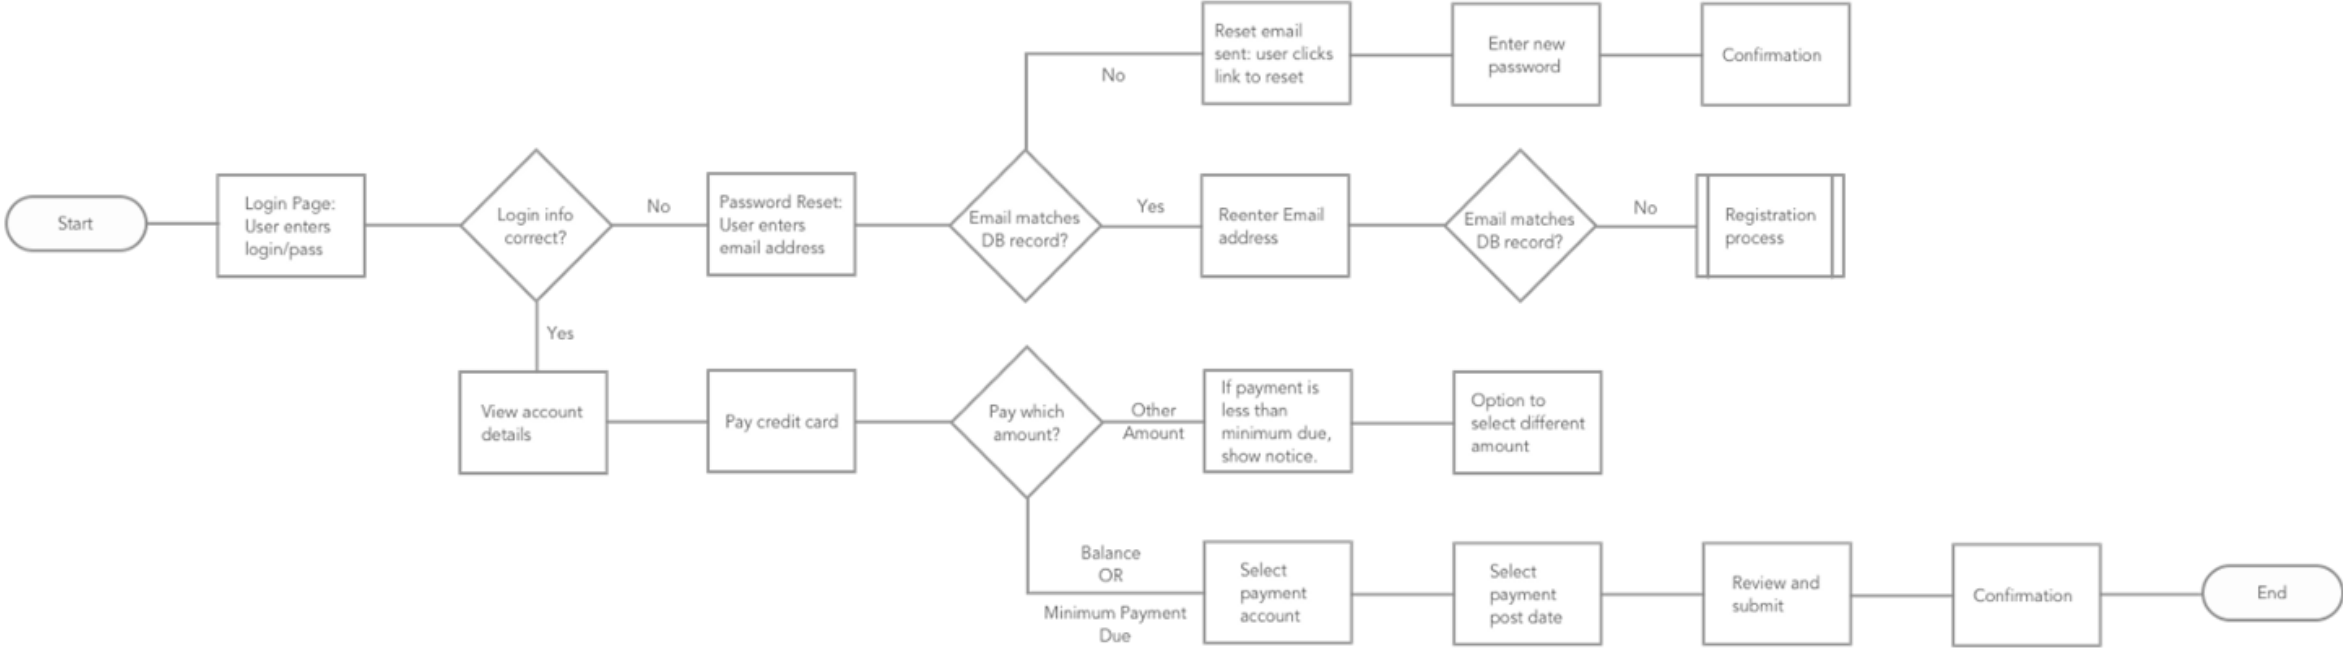 Reset email
sent: user clicks
link to reset
Enter new
password
Confirmation
No
Start
Login Page:
User enters
login/pass
Login info
correct?
No
Password Reset:
User enters
email address
Email matches
DB record?
Yes
Reenter Email
address
Email matches
DB record?
No
Registration
process
Yes
View account
details
Pay credit card
Pay which
amount?
Other
Amount
If payment is
less than
minimum due,
show notice.
Option to
select different
amount
Balance
OR
Minimum Payment
Due
Select
payment
account
Select
payment
post date
Review and
submit
Confirmation
End